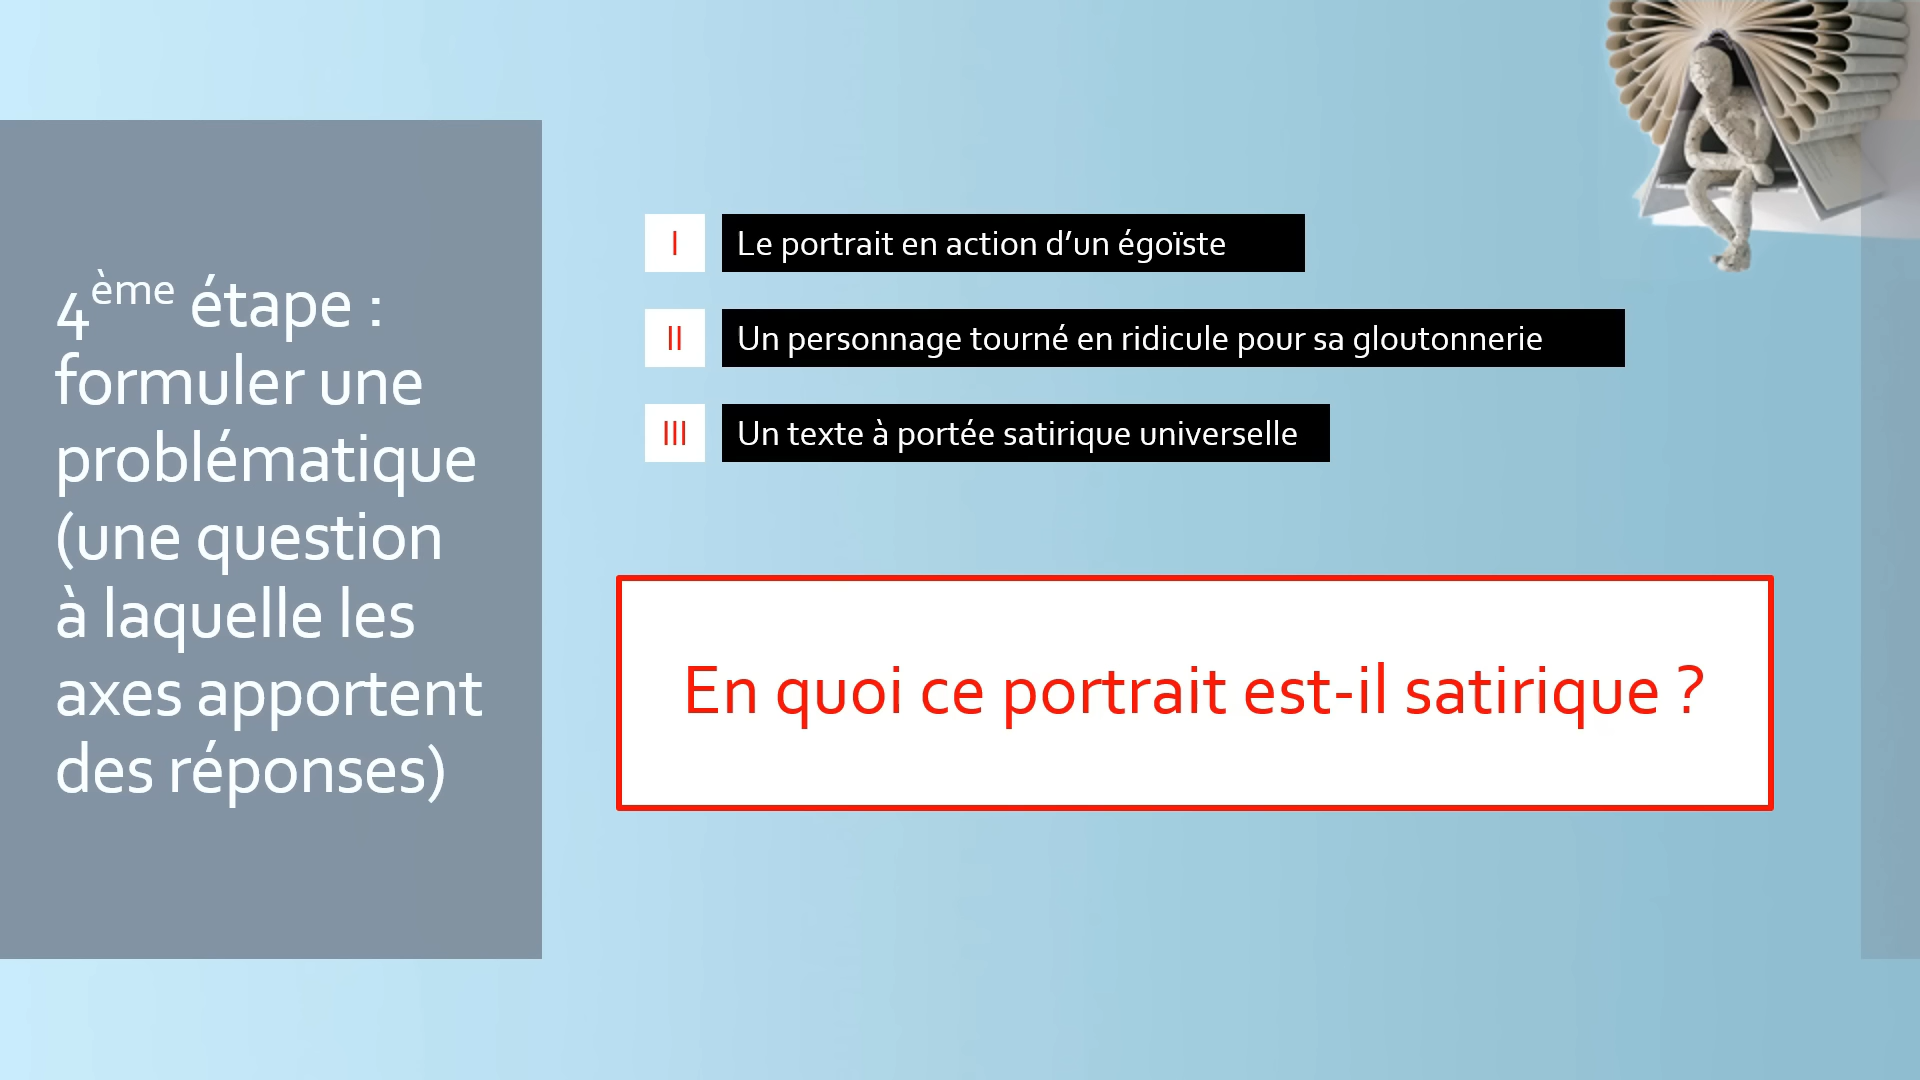 4ème étape :
formuler une
problématique
(une question
à laquelle les
axes apportent
des réponses)
I Le portrait en action d’un égoïste
II Un personnage tourné en ridicule pour sa gloutonnerie
III Un texte à portée satirique universelle
En quoi ce portrait est-il satirique ?